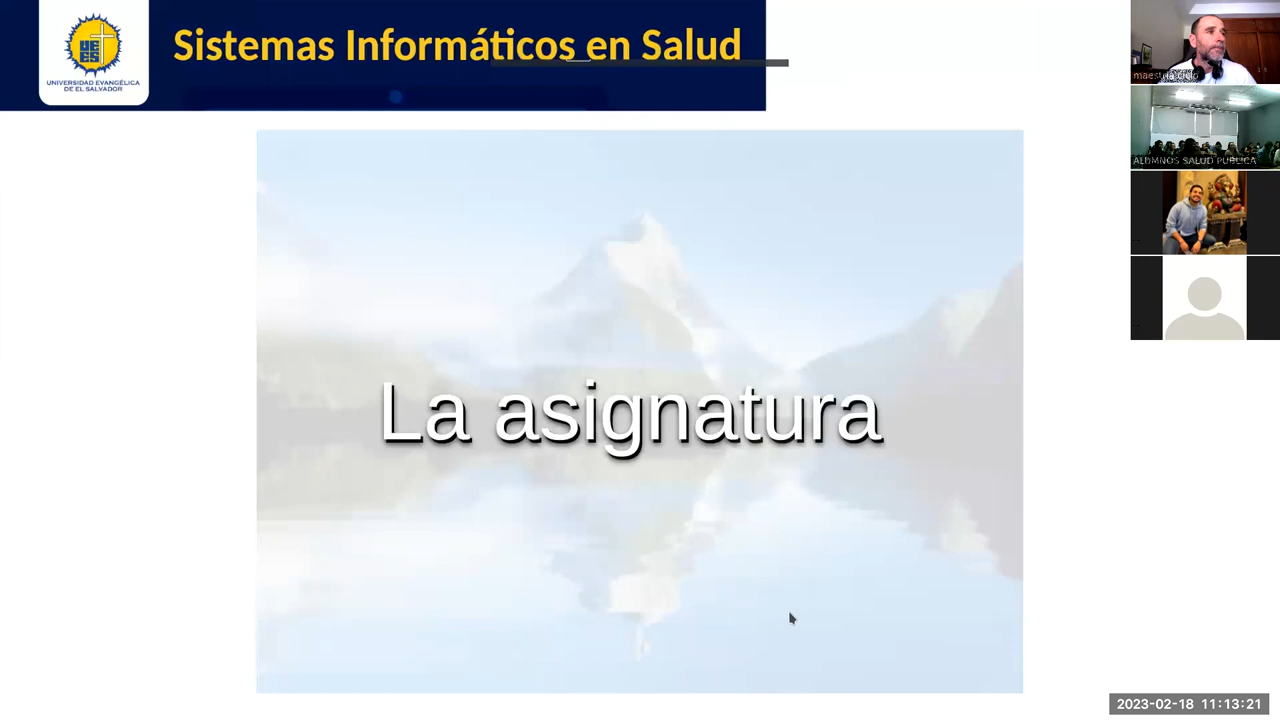 Sistemas Informáticos en Salud
UNIVERSIDAD EVANGÉLICA
DE EL SALVADOR
La asignatura
ALUMNOS SALUD PUBLICA
2023-02-18 11:13:21